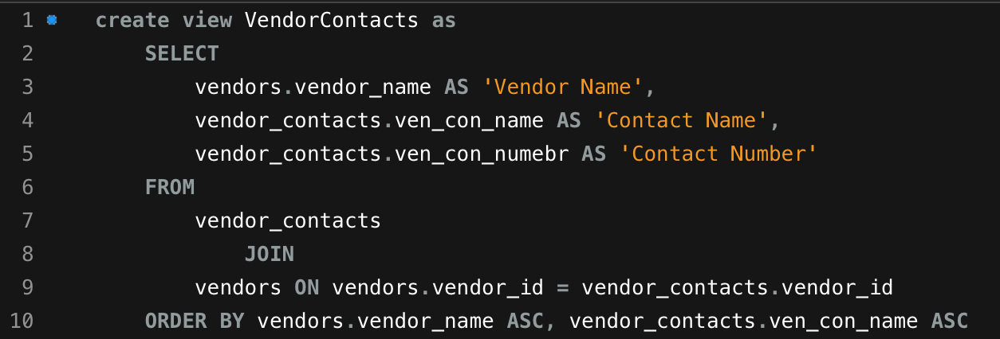 1 create view VendorContacts as
2 SELECT
3 vendors.vendor_name AS 'Vendor Name',
4 vendor_contacts.ven_con_name AS 'Contact Name',
5 vendor_contacts.ven_con_numebr AS 'Contact Number'
6 FROM
7 vendor_contacts
8 JOIN
9 vendors ON vendors.vendor_id = vendor_contacts.vendor_id
10 ORDER BY vendors.vendor_name ASC, vendor_contacts.ven_con_name ASC